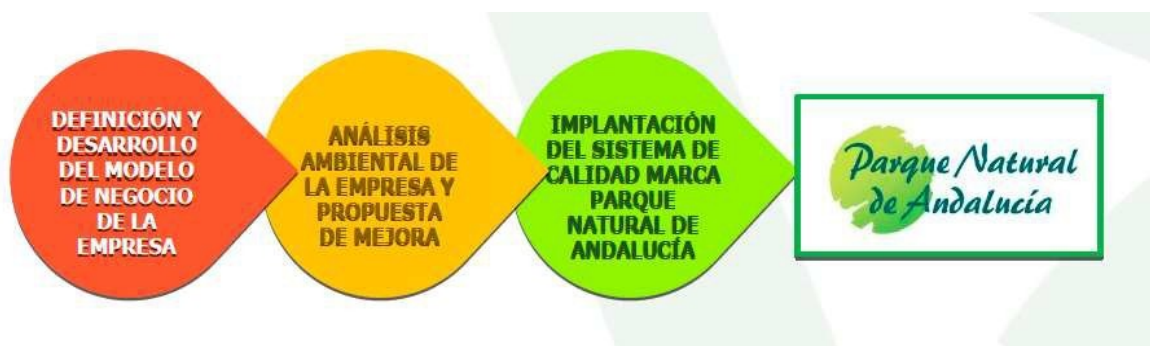 DEFINICIÓN Y
DESARROLLO
DEL MODELO
DE NEGOCIO
DE LA
EMPRESA
ANÁLISIS
AMBIENTAL DE
LA EMPRESA Y
PROPUESTA
DE MEJORA
IMPLANTACIÓN
DEL SISTEMA DE
CALIDAD MARCA
PARQUE
NATURAL DE
ANDALUCÍA
Parque Natural
de Andalucía